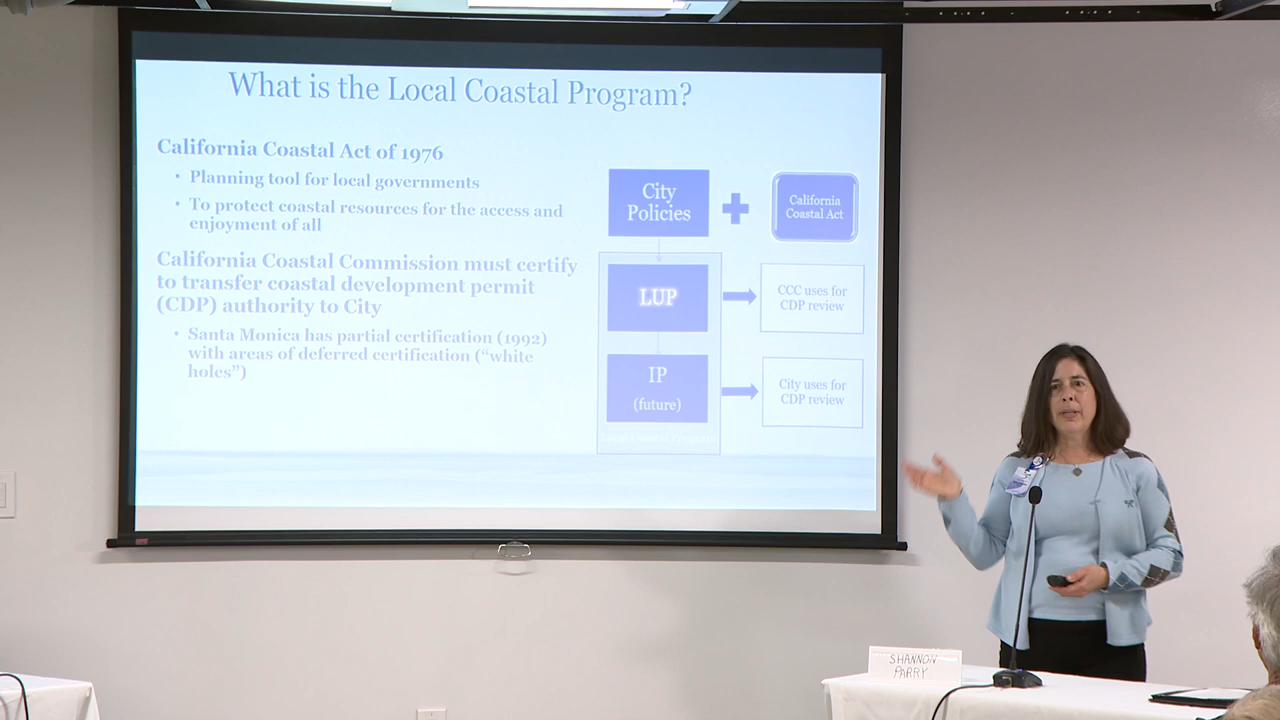 What is the Local Coastal Program?
California Coastal Act of 1976
• Planning tool for local governments
• To protect coastal resources for the access and
enjoyment of all
California Coastal Commission must certify
to transfer coastal development permit
(CDP) authority to City
• Santa Monica has partial certification (1992)
with areas of deferred certification (“white
holes”)
City
Policies
California
Coastal Act
LUP
CCC uses for
CDP review
IP
(future)
City uses for
CDP review
Local Coastal Program
SHANNON
PARRY